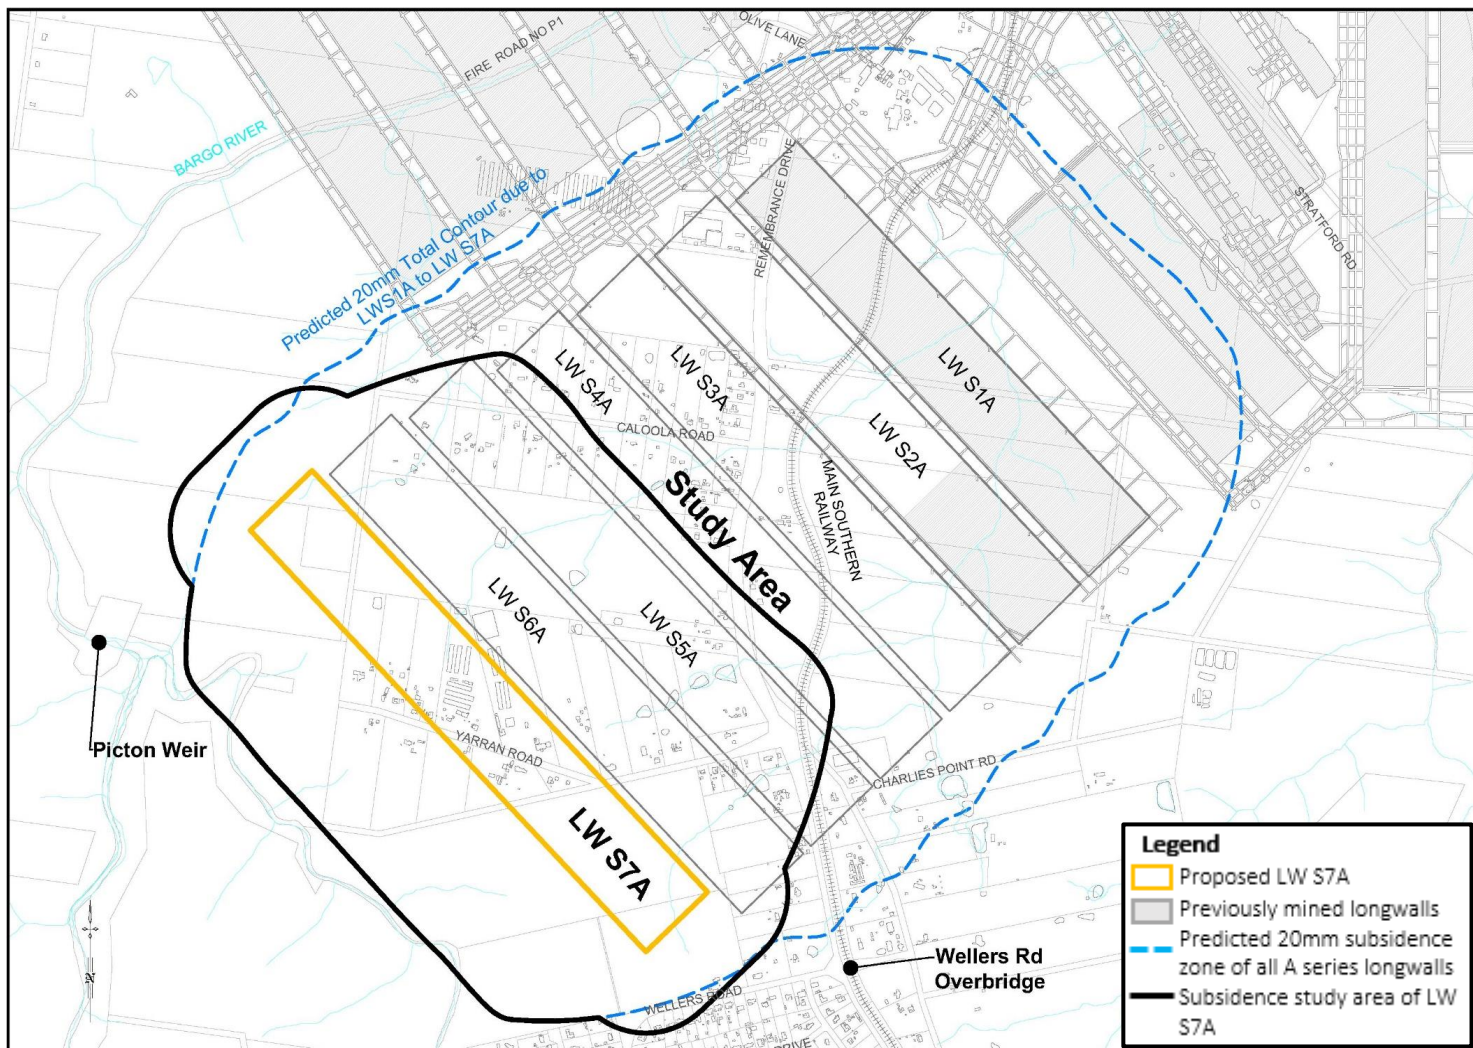 OLIVE LANE
FIRE ROAD NO P1
BARGO RIVER
Predicted 20mm Total Contour due to
LWS1A to LW S7A
REMEMBRANCE DRIVE
STRATFORD RD
LW S1A
LW S2A
LW S3A
LW S4A
CALOOLA ROAD
MAIN SOUTHERN
RAILWAY
Study Area
LW S5A
LW S6A
Picton Weir
YARRAN ROAD
LW S7A
CHARLIES POINT RD
Wellers Rd
Overbridge
WELLERS ROAD
DRIVE
N
Legend
Proposed LW S7A
Previously mined longwalls
Predicted 20mm subsidence
zone of all A series longwalls
Subsidence study area of LW
S7A